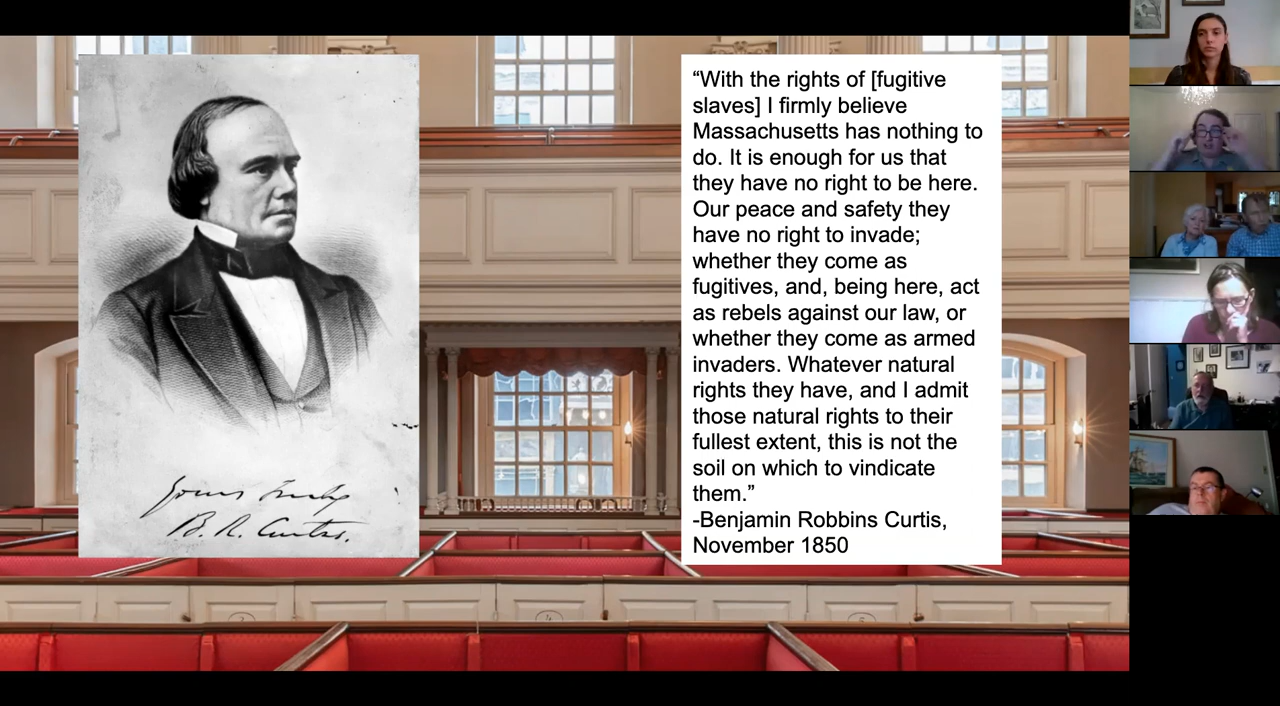 Yours Truly
B. R. Curtis.
“With the rights of [fugitive
slaves] I firmly believe
Massachusetts has nothing to
do. It is enough for us that
they have no right to be here.
Our peace and safety they
have no right to invade;
whether they come as
fugitives, and, being here, act
as rebels against our law, or
whether they come as armed
invaders. Whatever natural
rights they have, and I admit
those natural rights to their
fullest extent, this is not the
soil on which to vindicate
them.”
-Benjamin Robbins Curtis,
November 1850